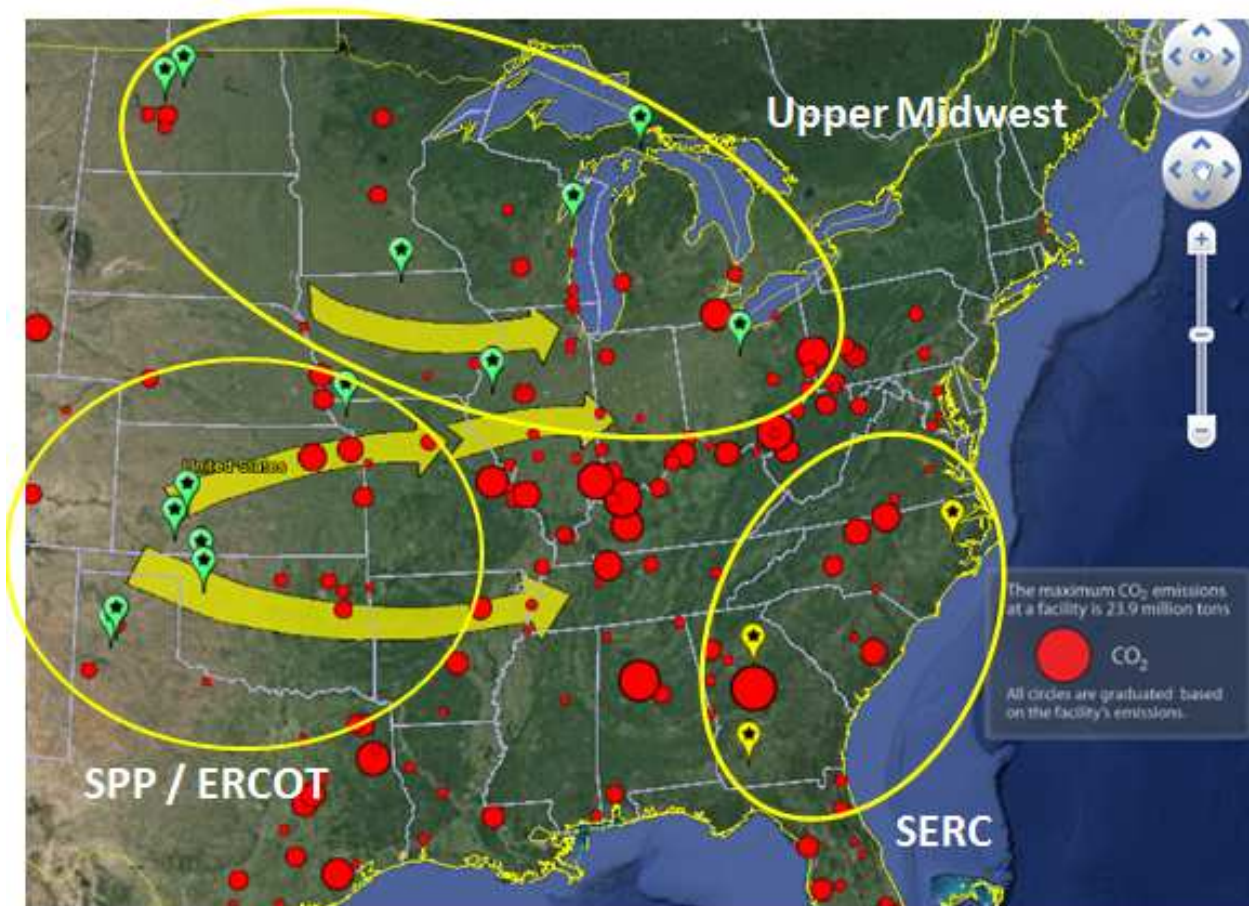 Upper Midwest
United States
The maximum CO₂ emissions
at a facility is 23.9 million tons
CO₂
All circles are graduated based
on the facility's emissions.
SPP / ERCOT
SERC